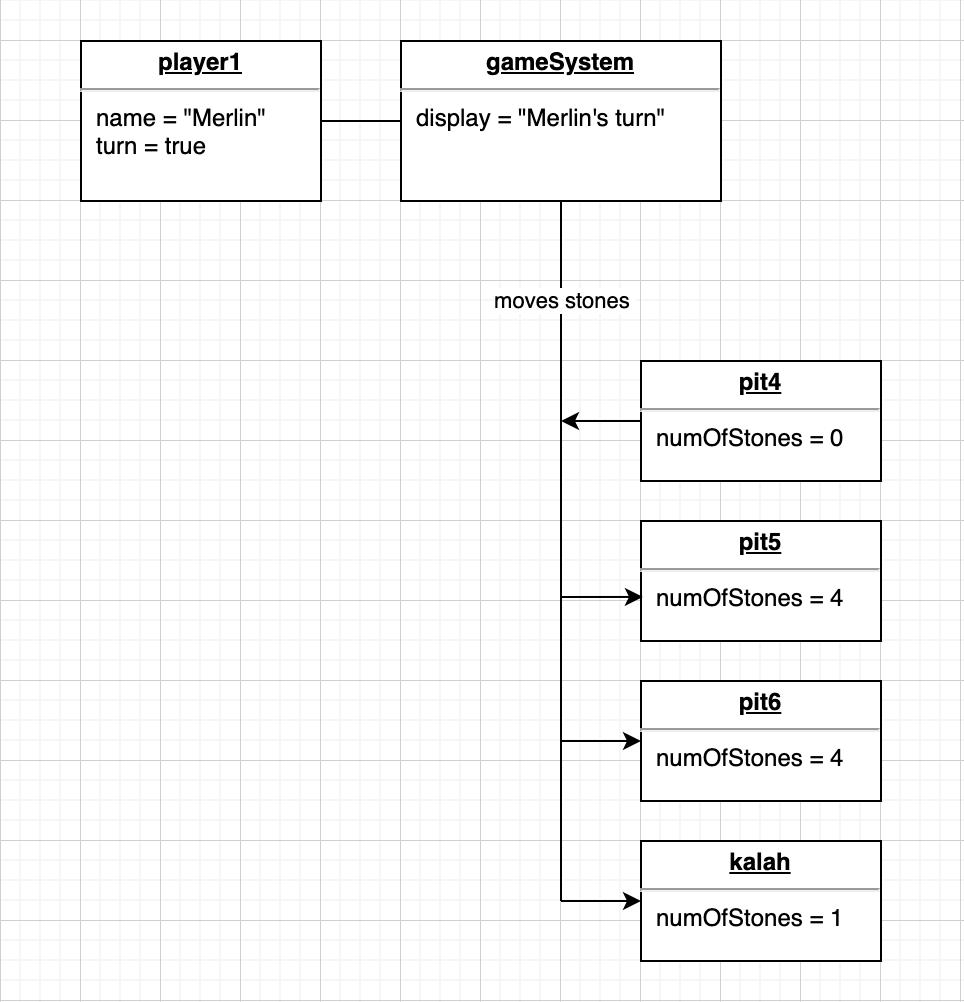 player1
name = "Merlin"
turn = true
gameSystem
display = "Merlin's turn"
moves stones
pit4
numOfStones = 0
pit5
numOfStones = 4
pit6
numOfStones = 4
kalah
numOfStones = 1